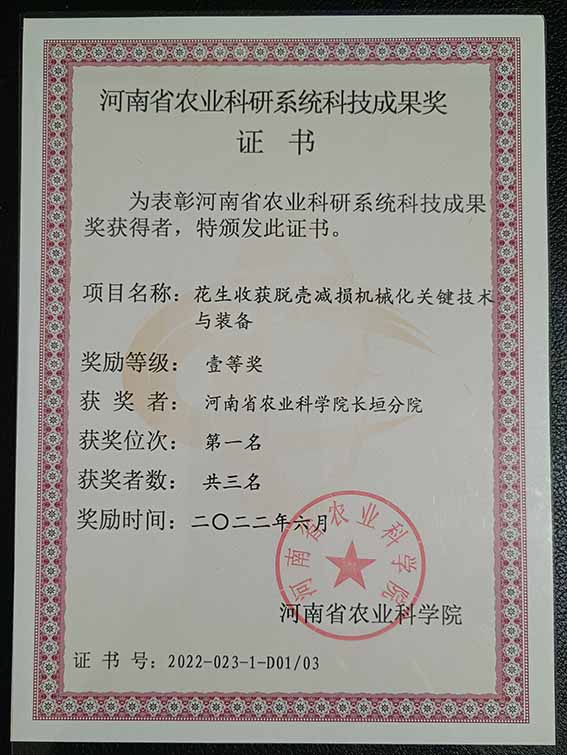 河南省农业科研系统科技成果奖
证 书
为表彰河南省农业科研系统科技成果
奖获得者，特颁发此证书。
项目名称：花生收获脱壳减损机械化关键技术
与装备
奖励等级：壹等奖
获 奖 者：河南省农业科学院长垣分院
获奖位次：第一名
获奖者数：共三名
奖励时间：二〇二二年六月
河南省农业科学院
河南省农业科学院
证 书 号：2022-023-1-D01/03